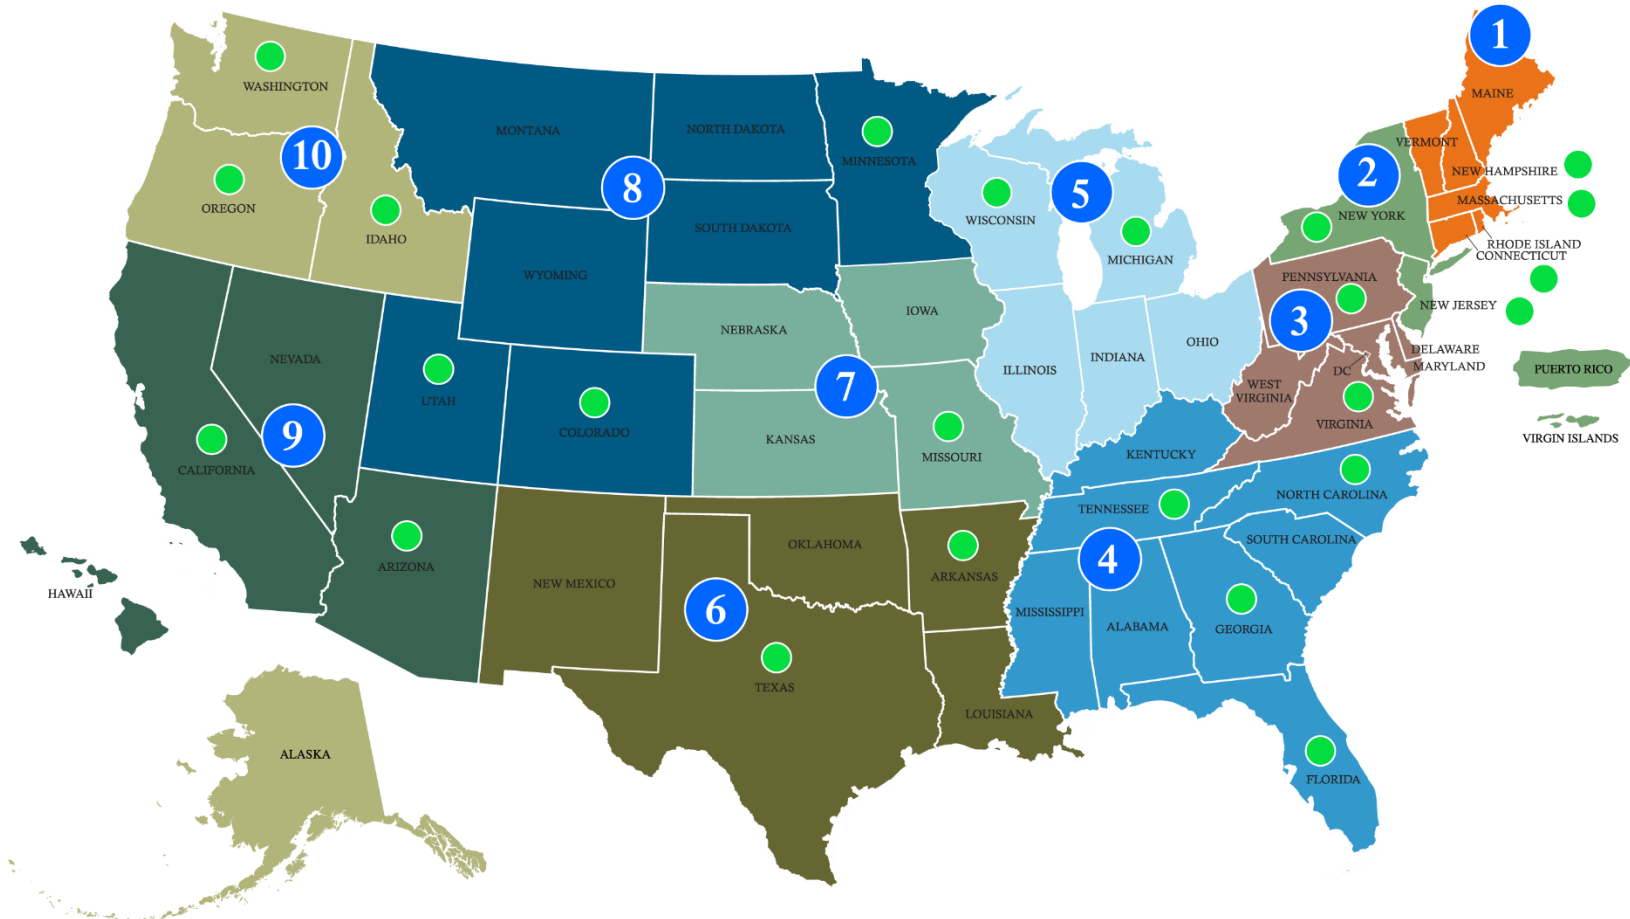 1
WASHINGTON
MAINE
MONTANA
NORTH DAKOTA
10
MINNESOTA
VERMONT
2
NEW HAMPSHIRE
8
5
MASSACHUSETTS
OREGON
IDAHO
WISCONSIN
NEW YORK
SOUTH DAKOTA
MICHIGAN
RHODE ISLAND
CONNECTICUT
WYOMING
PENNSYLVANIA
NEW JERSEY
IOWA
3
NEBRASKA
OHIO
NEVADA
INDIANA
DELAWARE
MARYLAND
ILLINOIS
DC
PUERTO RICO
7
WEST
VIRGINIA
UTAH
COLORADO
KANSAS
VIRGINIA
VIRGIN ISLANDS
9
CALIFORNIA
MISSOURI
KENTUCKY
NORTH CAROLINA
TENNESSEE
SOUTH CAROLINA
OKLAHOMA
4
ARIZONA
ARKANSAS
NEW MEXICO
HAWAII
6
MISSISSIPPI
ALABAMA
GEORGIA
TEXAS
LOUISIANA
ALASKA
FLORIDA